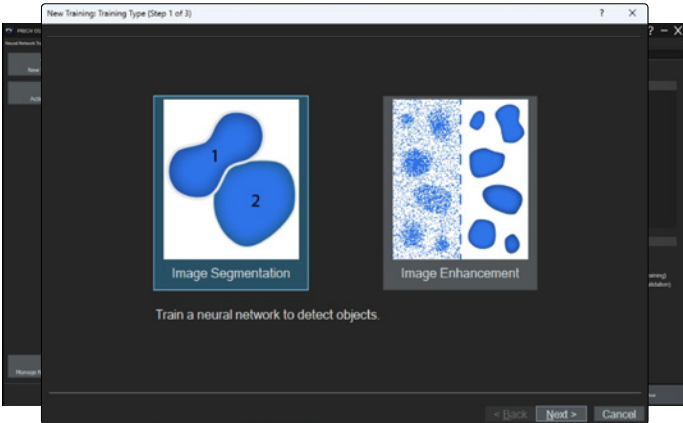 New Training: Training Type (Step 1 of 3)
? ×
? − X
New
1
2
Image Segmentation
Image Enhancement
Train a neural network to detect objects.
< Back
Next >
Cancel